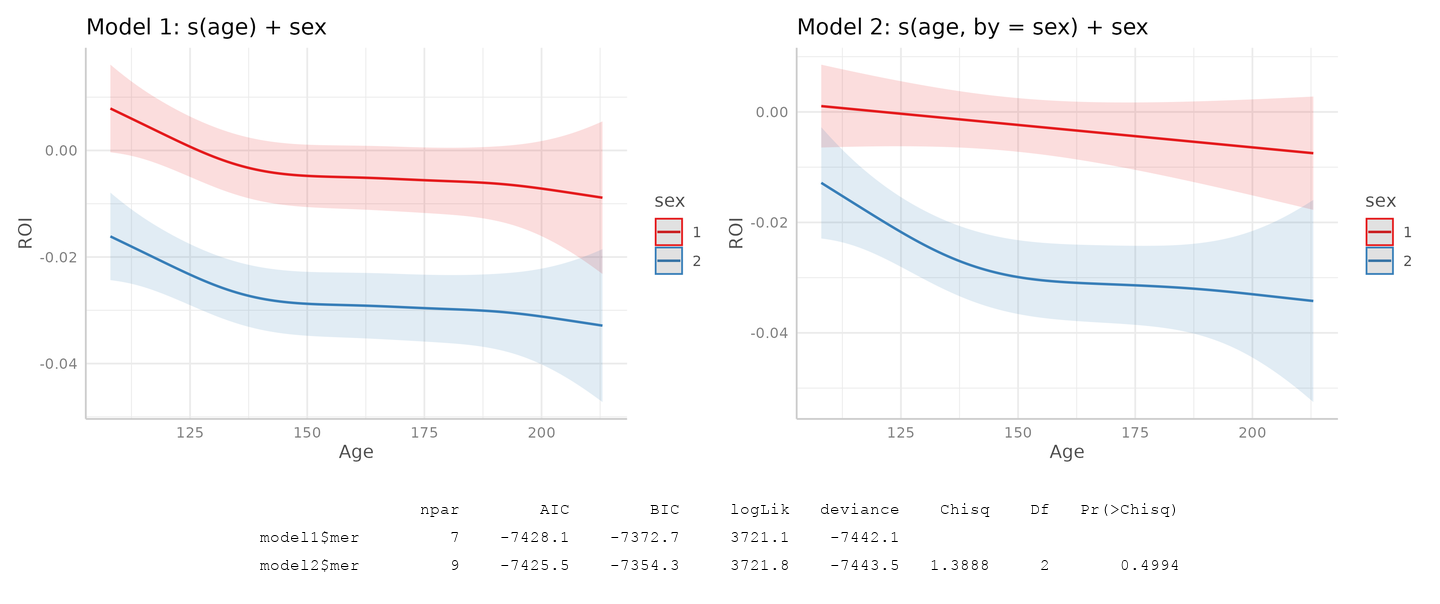 Model 1: s(age) + sex
0.00
-0.02
-0.04
ROI
125 150 175 200
Age
sex
1
2
Model 2: s(age, by = sex) + sex
0.00
-0.02
-0.04
ROI
125 150 175 200
Age
sex
1
2
npar AIC BIC logLik deviance Chisq Df Pr(>Chisq)
model1$mer 7 -7428.1 -7372.7 3721.1 -7442.1
model2$mer 9 -7425.5 -7354.3 3721.8 -7443.5 1.3888 2 0.4994